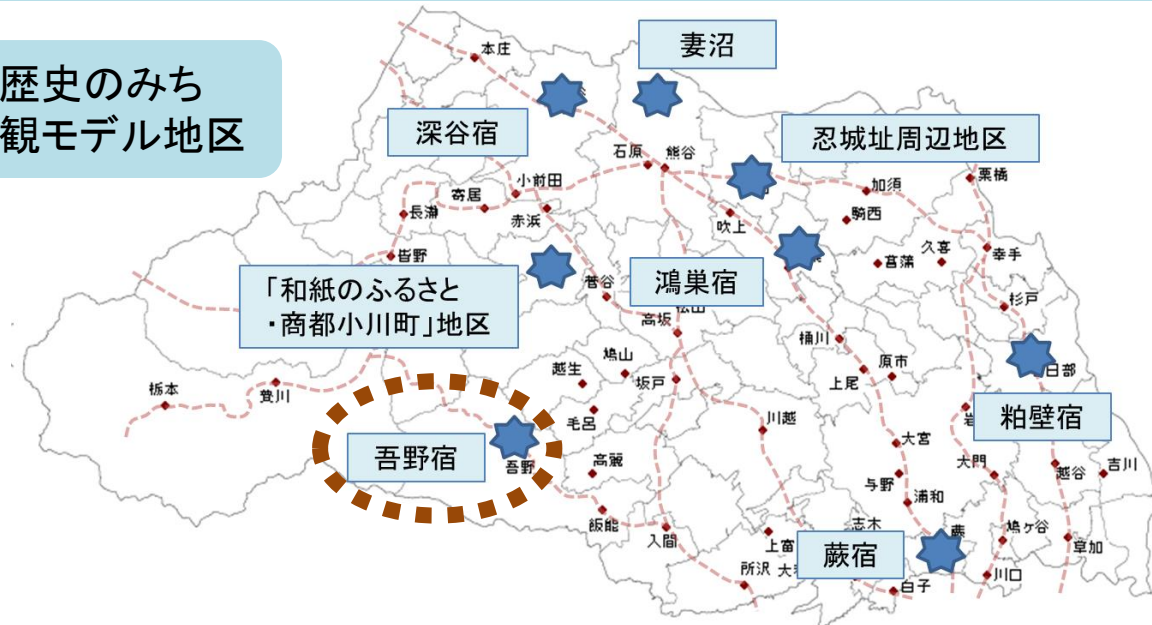 歴史のみち
観モデル地区
本庄
妻沼
深谷宿
忍城址周辺地区
石原
熊谷
栗橋
小前田
加須
寄居
長瀞
赤浜
吹上
騎西
皆野
菖蒲
久喜
幸手
「和紙のふるさと
・商都小川町」地区
菅谷
鴻巣宿
杉戸
高坂
桶川
鳩山
越生
坂戸
上尾
原市
栃本
贄川
毛呂
川越
粕壁宿
吾野宿
吾野
高麗
大宮
大門
越谷
吉川
与野
浦和
飯能
入間
志木
蕨宿
鳩ヶ谷
草加
上富
所沢
白子
川口